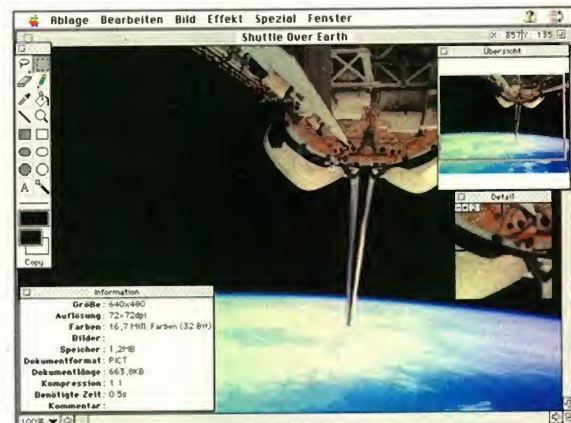 Ablage Bearbeiten Bild Effekt Spezial Fenster
Shuttle Over Earth
X: 857 Y: 135
Übersicht
A
Copy
Detail
Information
Größe: 640x480
Auflösung: 72x72dpi
Farben: 16,7 Mill. Farben (32 Bit)
Bilder:
Speicher: 1,2MB
Dokumentformat: PICT
Dokumentlänge: 663,8KB
Kompression: 1:1
Benötigte Zeit: 0.5s
Kommentar:
100%